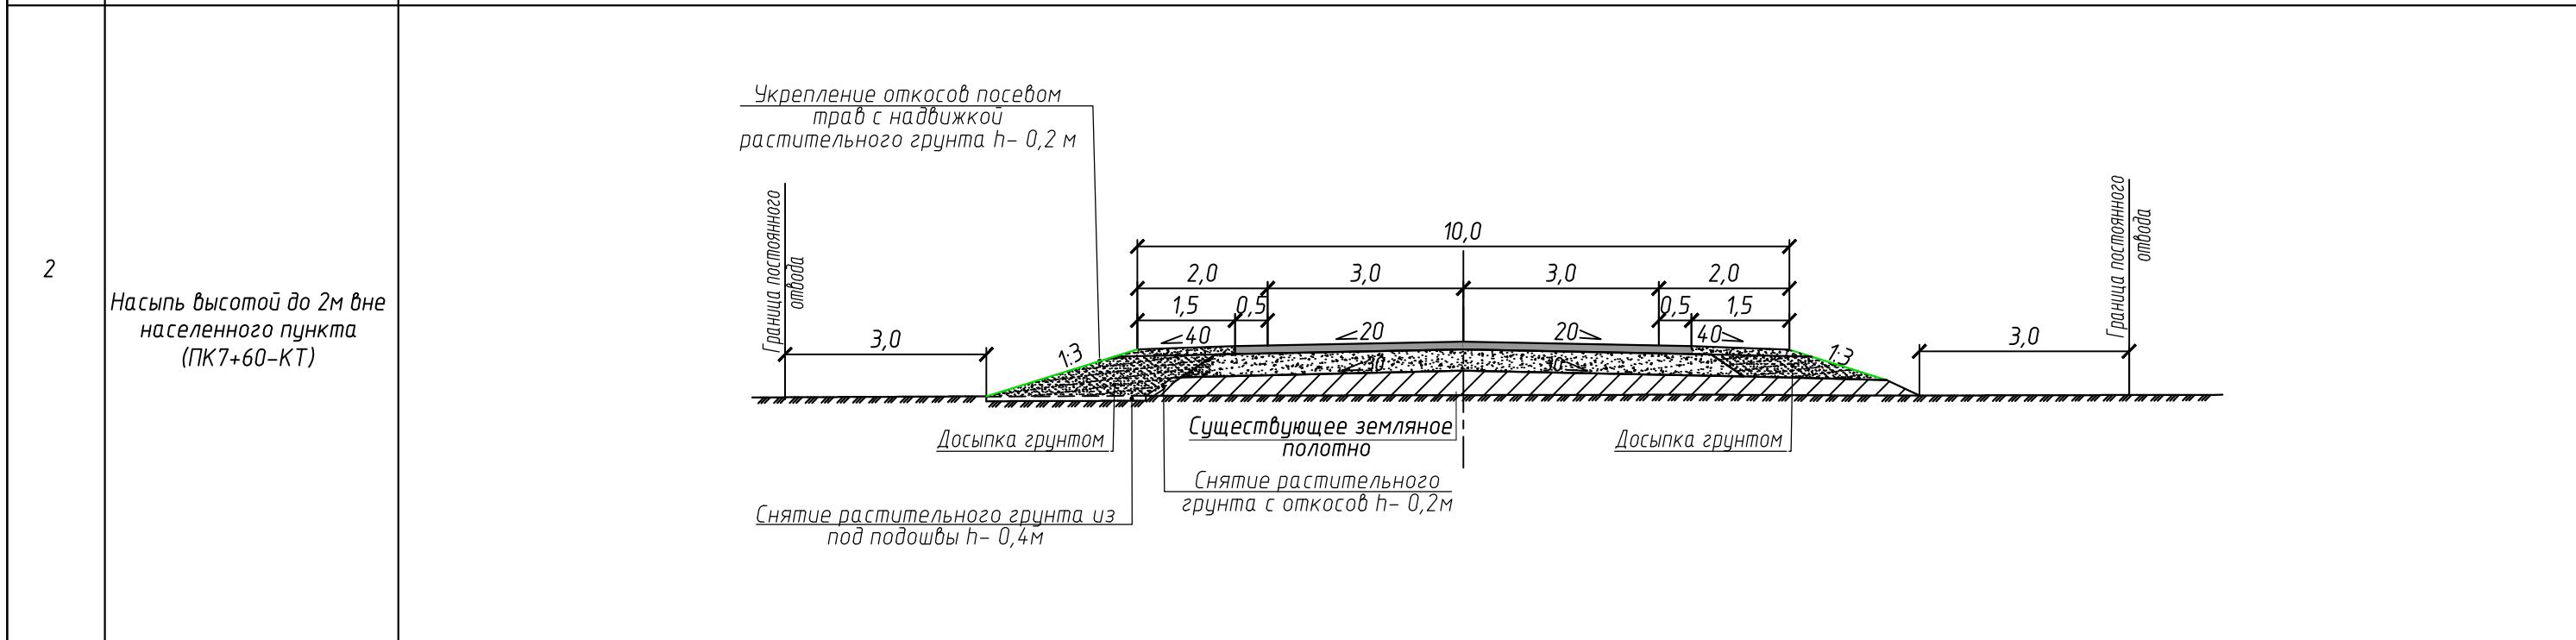 Укрепление откосов посевом
трав с надвижкой
растительного грунта h- 0,2 м
2
Насыпь высотой до 2м вне
населенного пункта
(ПК7+60-КТ)
Граница постоянного
отвода
Граница постоянного
отвода
10,0
2,0 3,0 3,0 2,0
1,5 0,5 0,5 1,5
3,0 1:3 40 20 20 40 1:3 3,0
Досыпка грунтом
Существующее земляное
полотно
Досыпка грунтом
Снятие растительного
грунта с откосов h- 0,2м
Снятие растительного грунта из
под подошвы h- 0,4м